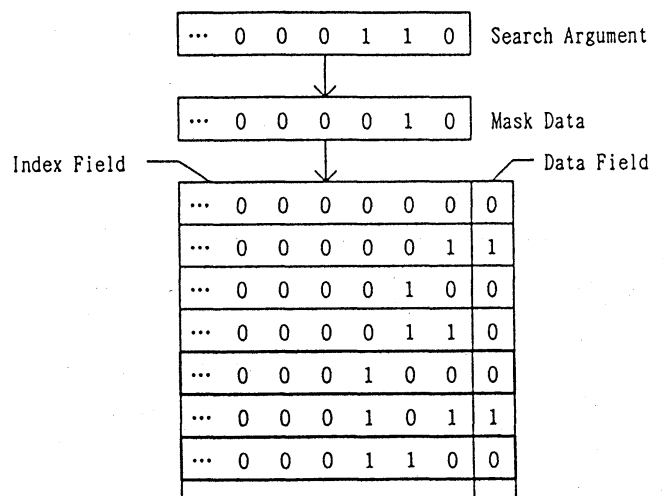 … 0 0 0 1 1 0 Search Argument
… 0 0 0 0 1 0 Mask Data
Index Field Data Field
… 0 0 0 0 0 0 0
… 0 0 0 0 0 1 1
… 0 0 0 0 1 0 0
… 0 0 0 0 1 1 0
… 0 0 0 1 0 0 0
… 0 0 0 1 0 1 1
… 0 0 0 1 1 0 0